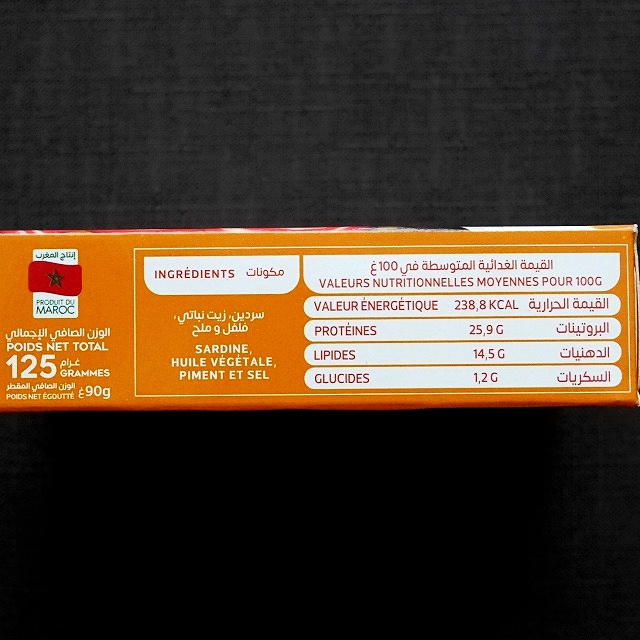 إنتاج المغرب
PRODUIT DU
MAROC
الوزن الصافي الإجمالي
POIDS NET TOTAL
125 غرام
GRAMMES
الوزن الصافي المقطر
POIDS NET ÉGOUTTÉ
90g غ
INGRÉDIENTS مكونات
سردين، زيت نباتي،
فلفل و ملح
SARDINE,
HUILE VÉGÉTALE,
PIMENT ET SEL
القيمة الغدائية المتوسطة في 100غ
VALEURS NUTRITIONNELLES MOYENNES POUR 100G
VALEUR ÉNERGÉTIQUE 238,8 KCAL القيمة الحرارية
PROTÉINES 25,9 G البروتينات
LIPIDES 14,5 G الدهنيات
GLUCIDES 1,2 G السكريات